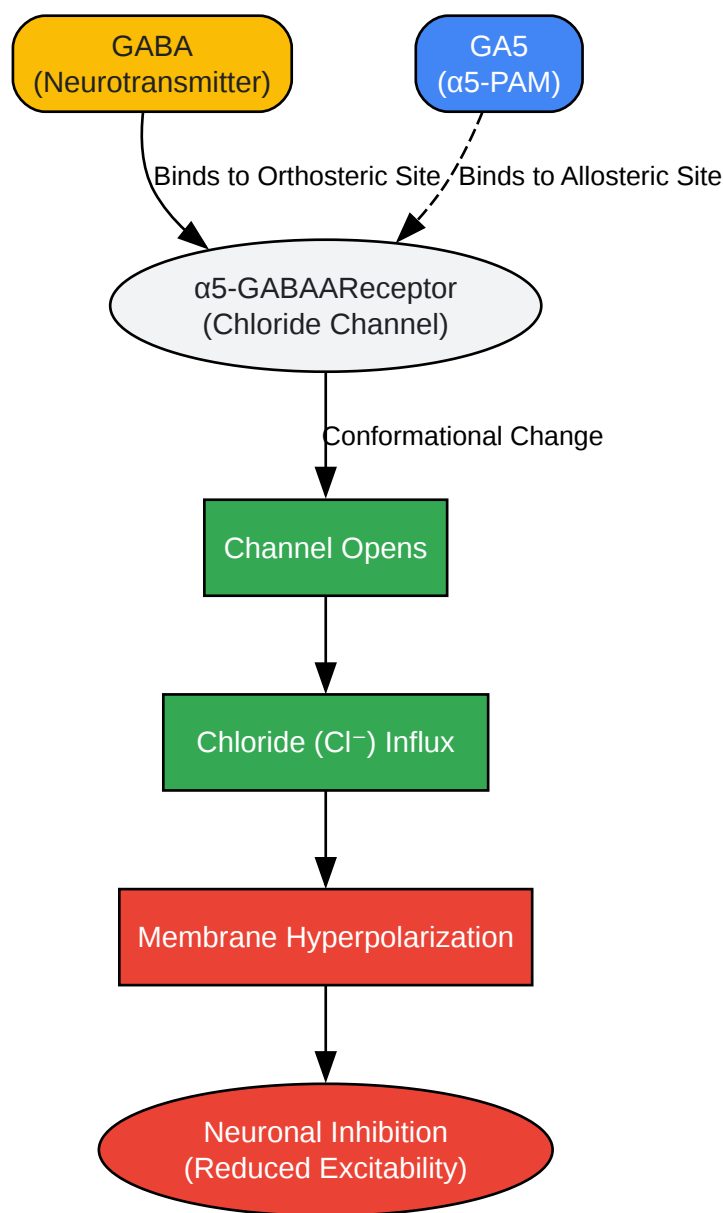 GABA
(Neurotransmitter)
GA5
(α5-PAM)
Binds to Orthosteric Site
Binds to Allosteric Site
α5-GABAAReceptor
(Chloride Channel)
Conformational Change
Channel Opens
Chloride (Cl⁻) Influx
Membrane Hyperpolarization
Neuronal Inhibition
(Reduced Excitability)